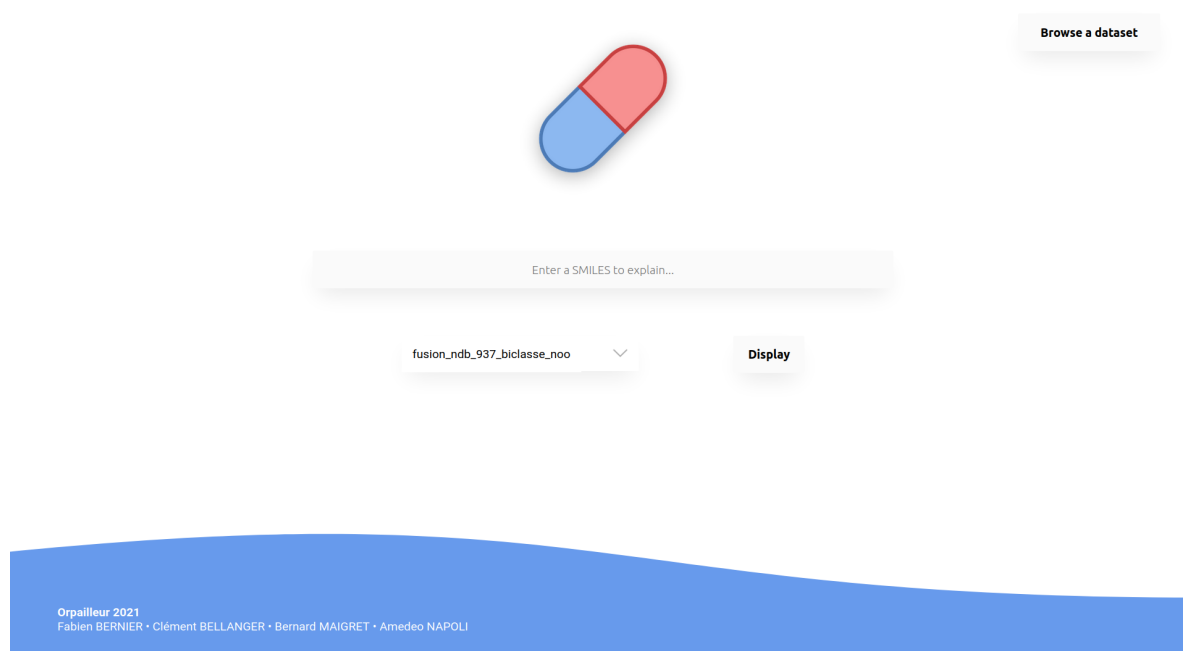 Browse a dataset
Enter a SMILES to explain...
fusion_ndb_937_biclasse_noo
Display
Orpailleur 2021
Fabien BERNIER • Clément BELLANGER • Bernard MAIGRET • Amedeo NAPOLI